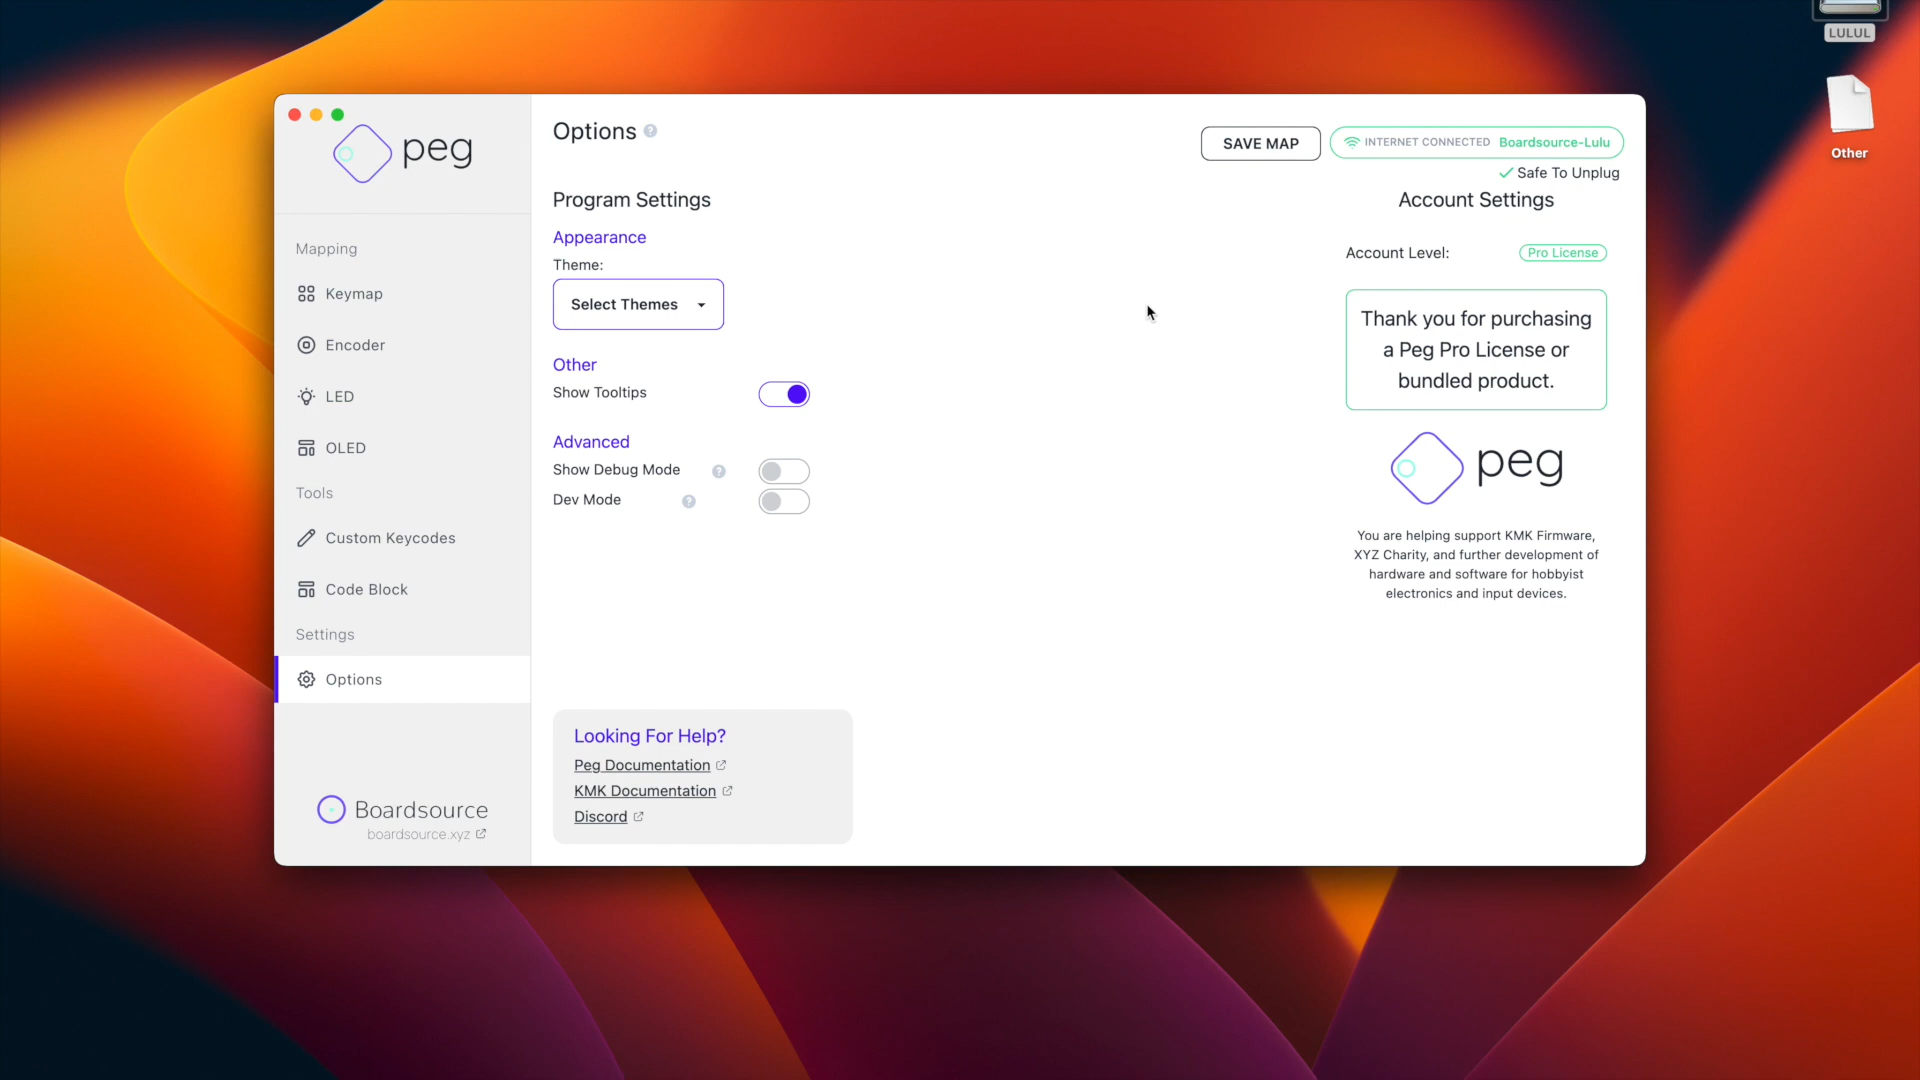 LULUL
Other
peg
Mapping
Keymap
Encoder
LED
OLED
Tools
Custom Keycodes
Code Block
Settings
Options
Boardsource
boardsource.xyz
Options
SAVE MAP
INTERNET CONNECTED Boardsource-Lulu
Safe To Unplug
Program Settings
Appearance
Theme:
Select Themes
Other
Show Tooltips
Advanced
Show Debug Mode ?
Dev Mode ?
Looking For Help?
Peg Documentation
KMK Documentation
Discord
Account Settings
Account Level: Pro License
Thank you for purchasing
a Peg Pro License or
bundled product.
peg
You are helping support KMK Firmware,
XYZ Charity, and further development of
hardware and software for hobbyist
electronics and input devices.